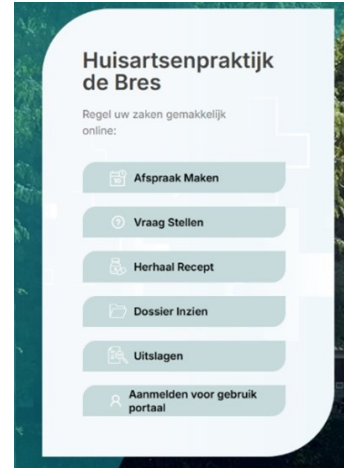 Huisartsenpraktijk
de Bres
Regel uw zaken gemakkelijk
online:
Afspraak Maken
Vraag Stellen
Herhaal Recept
Dossier Inzien
Uitslagen
Aanmelden voor gebruik
portaal